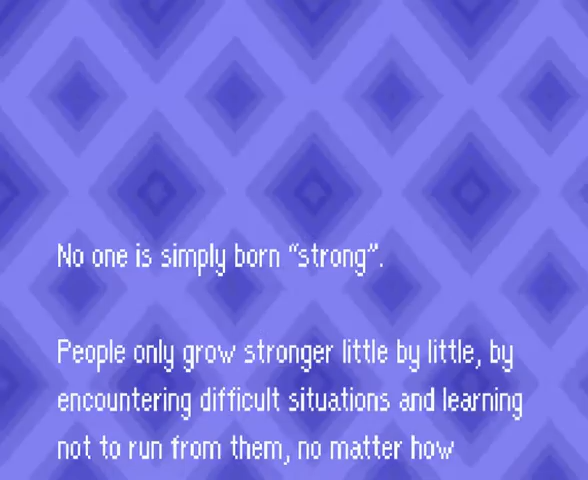 No one is simply born “strong”.
People only grow stronger little by little, by
encountering difficult situations and learning
not to run from them, no matter how